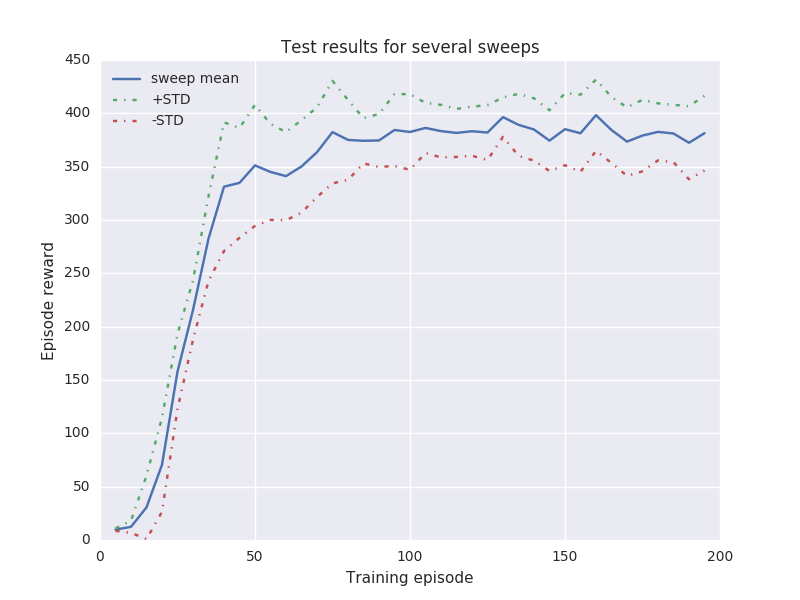 Test results for several sweeps
450
400
350
300
250
200
150
100
50
0
sweep mean
+STD
-STD
Episode reward
0 50 100 150 200
Training episode